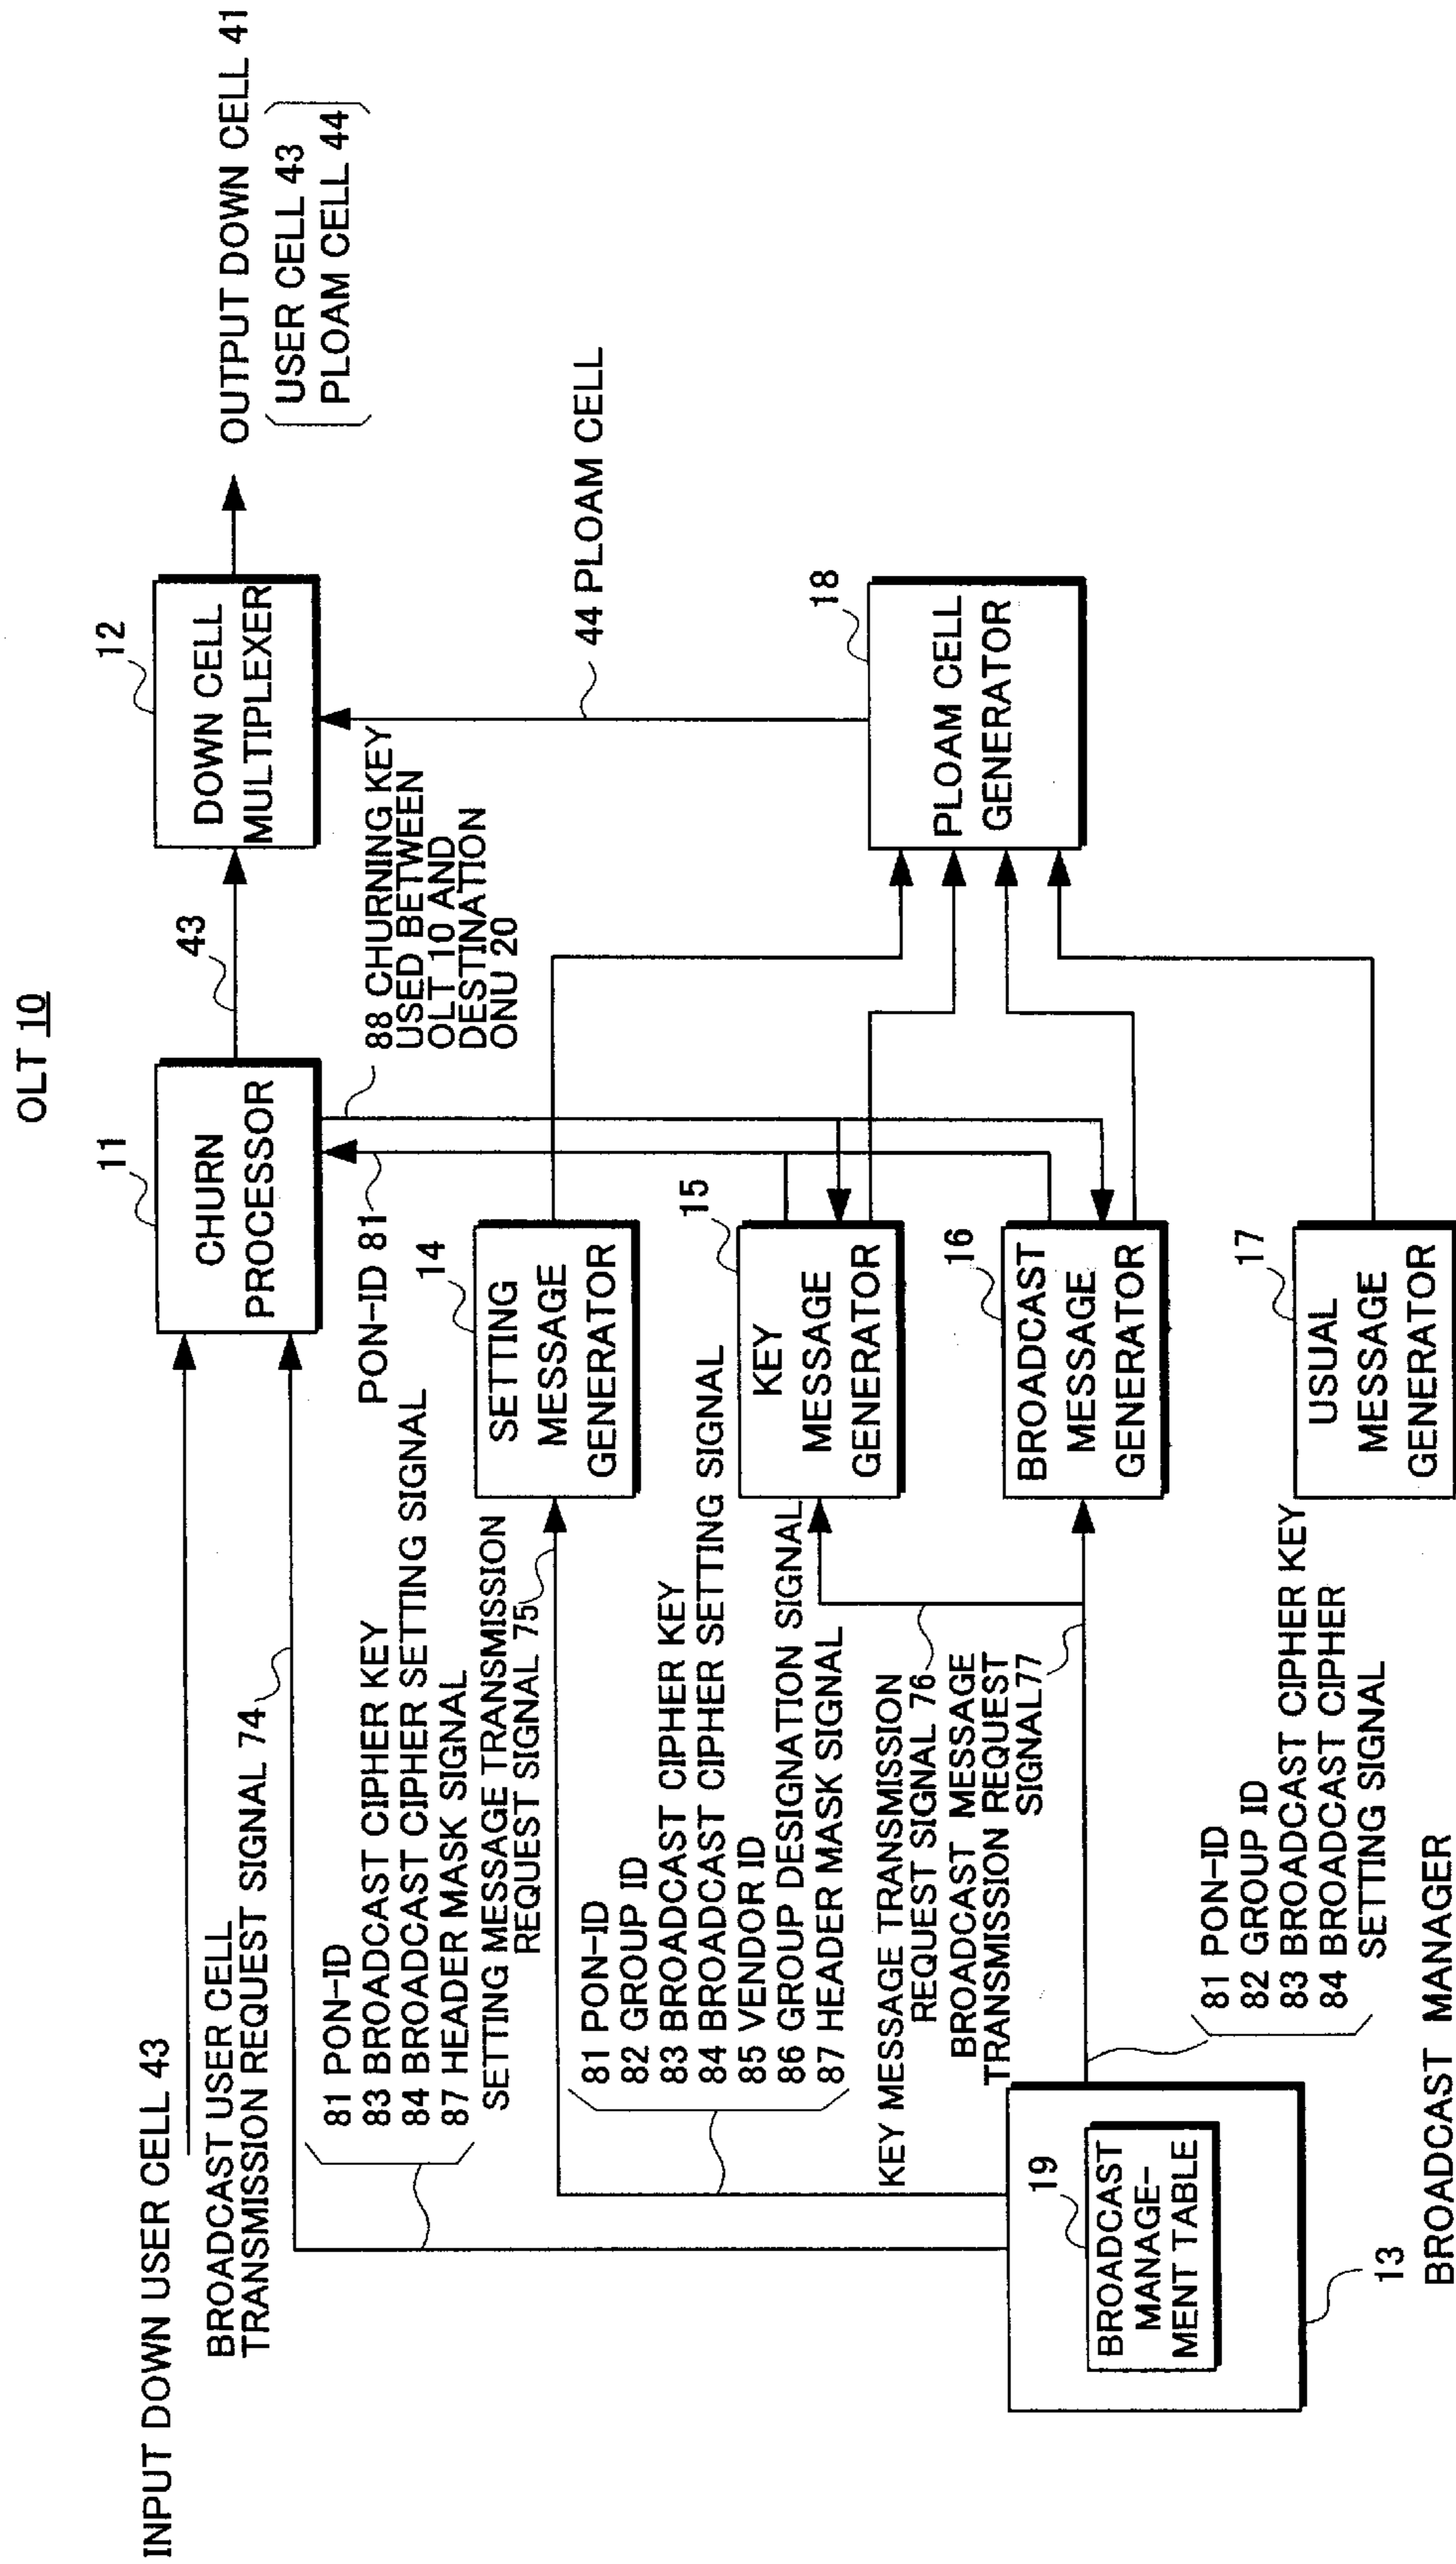 OLT 10
INPUT DOWN USER CELL 43
BROADCAST USER CELL
TRANSMISSION REQUEST SIGNAL 74
11
CHURN
PROCESSOR
43
12
DOWN CELL
MULTIPLEXER
OUTPUT DOWN CELL 41
USER CELL 43
PLOAM CELL 44
81 PON-ID
83 BROADCAST CIPHER KEY
84 BROADCAST CIPHER SETTING SIGNAL
87 HEADER MASK SIGNAL
PON-ID 81
88 CHURNING KEY
USED BETWEEN
OLT 10 AND
DESTINATION
ONU 20
SETTING MESSAGE TRANSMISSION
REQUEST SIGNAL 75
14
SETTING
MESSAGE
GENERATOR
44 PLOAM CELL
81 PON-ID
82 GROUP ID
83 BROADCAST CIPHER KEY
84 BROADCAST CIPHER SETTING SIGNAL
85 VENDOR ID
86 GROUP DESIGNATION SIGNAL
87 HEADER MASK SIGNAL
15
KEY
MESSAGE
GENERATOR
18
PLOAM CELL
GENERATOR
KEY MESSAGE TRANSMISSION
REQUEST SIGNAL 76
BROADCAST MESSAGE
TRANSMISSION REQUEST
SIGNAL77
16
BROADCAST
MESSAGE
GENERATOR
19
BROADCAST
MANAGE-
MENT TABLE
81 PON-ID
82 GROUP ID
83 BROADCAST CIPHER KEY
84 BROADCAST CIPHER
SETTING SIGNAL
17
USUAL
MESSAGE
GENERATOR
13
BROADCAST MANAGER